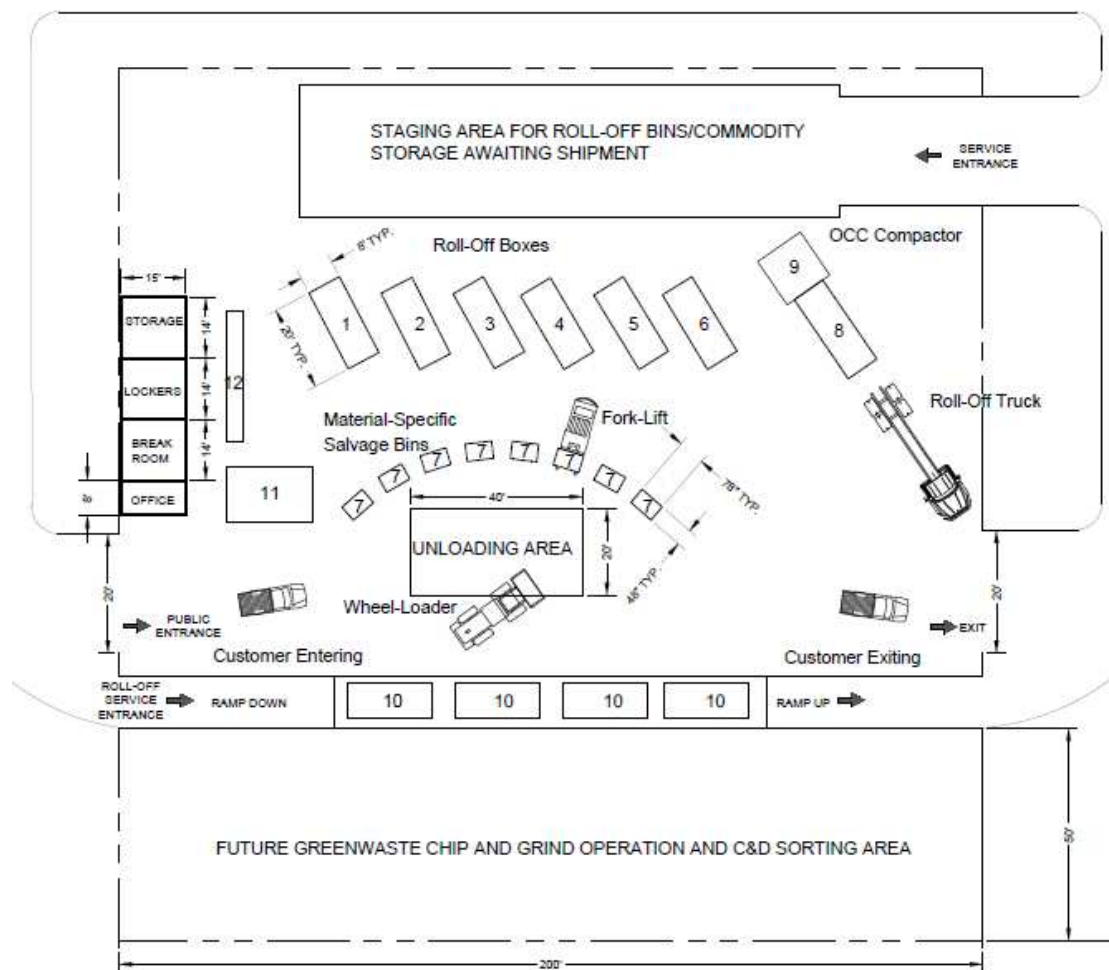 STAGING AREA FOR ROLL-OFF BINS/COMMODITY
STORAGE AWAITING SHIPMENT
SERVICE
ENTRANCE
Roll-Off Boxes
OCC Compactor
8' TYP.
20' TYP.
1
2
3
4
5
6
9
8
15'
STORAGE
14'
LOCKERS
14'
BREAK
ROOM
14'
OFFICE
8'
12
11
Material-Specific
Salvage Bins
Fork-Lift
Roll-Off Truck
7
7
7
7
7
7
7
7
78" TYP.
48" TYP.
40'
UNLOADING AREA
20'
Wheel-Loader
20'
PUBLIC
ENTRANCE
Customer Entering
20'
EXIT
Customer Exiting
ROLL-OFF
SERVICE
ENTRANCE
RAMP DOWN
10
10
10
10
RAMP UP
FUTURE GREENWASTE CHIP AND GRIND OPERATION AND C&D SORTING AREA
50'
200'